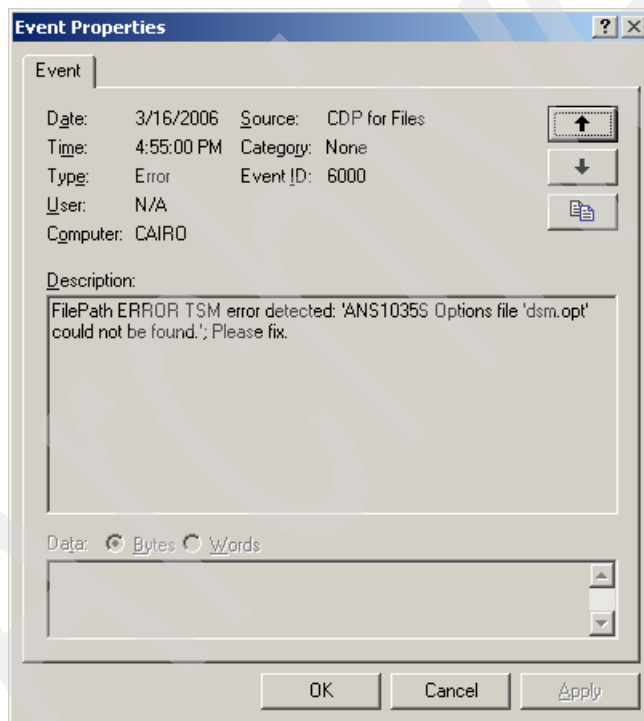 Event Properties
Event
Date: 3/16/2006 Source: CDP for Files
Time: 4:55:00 PM Category: None
Type: Error Event ID: 6000
User: N/A
Computer: CAIRO
Description:
FilePath ERROR TSM error detected: 'ANS1035S Options file 'dsm.opt'
could not be found.'; Please fix.
Data: Bytes Words
OK Cancel Apply